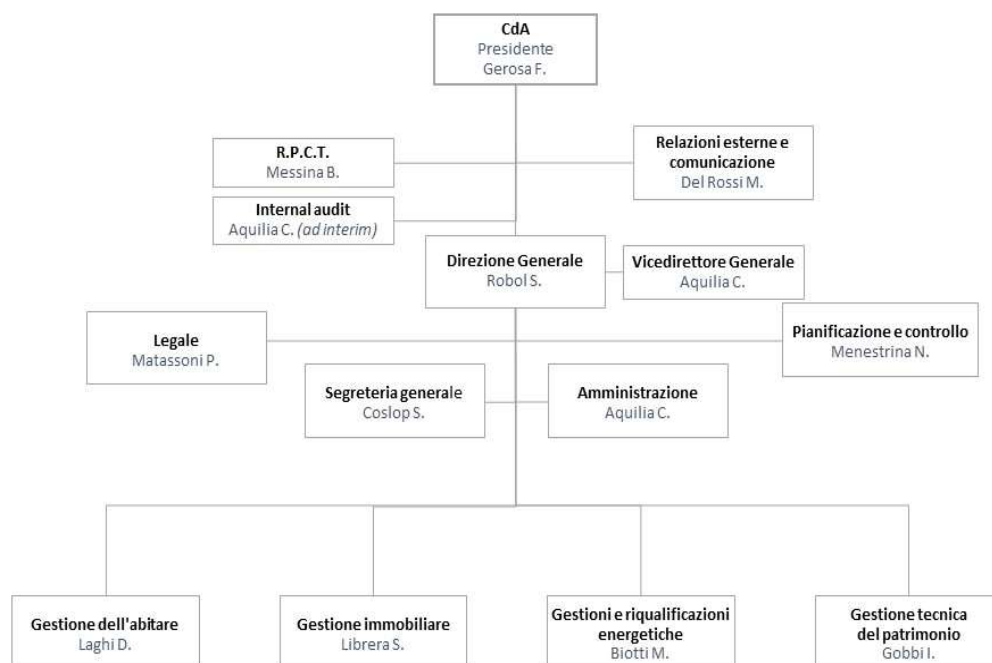 CdA
Presidente
Gerosa F.
R.P.C.T.
Messina B.
Relazioni esterne e
comunicazione
Del Rossi M.
Internal audit
Aquilia C. (ad interim)
Direzione Generale
Robol S.
Vicedirettore Generale
Aquilia C.
Legale
Matassoni P.
Pianificazione e controllo
Menestrina N.
Segreteria generale
Coslop S.
Amministrazione
Aquilia C.
Gestione dell'abitare
Laghi D.
Gestione immobiliare
Librera S.
Gestioni e riqualificazioni
energetiche
Biotti M.
Gestione tecnica
del patrimonio
Gobbi I.